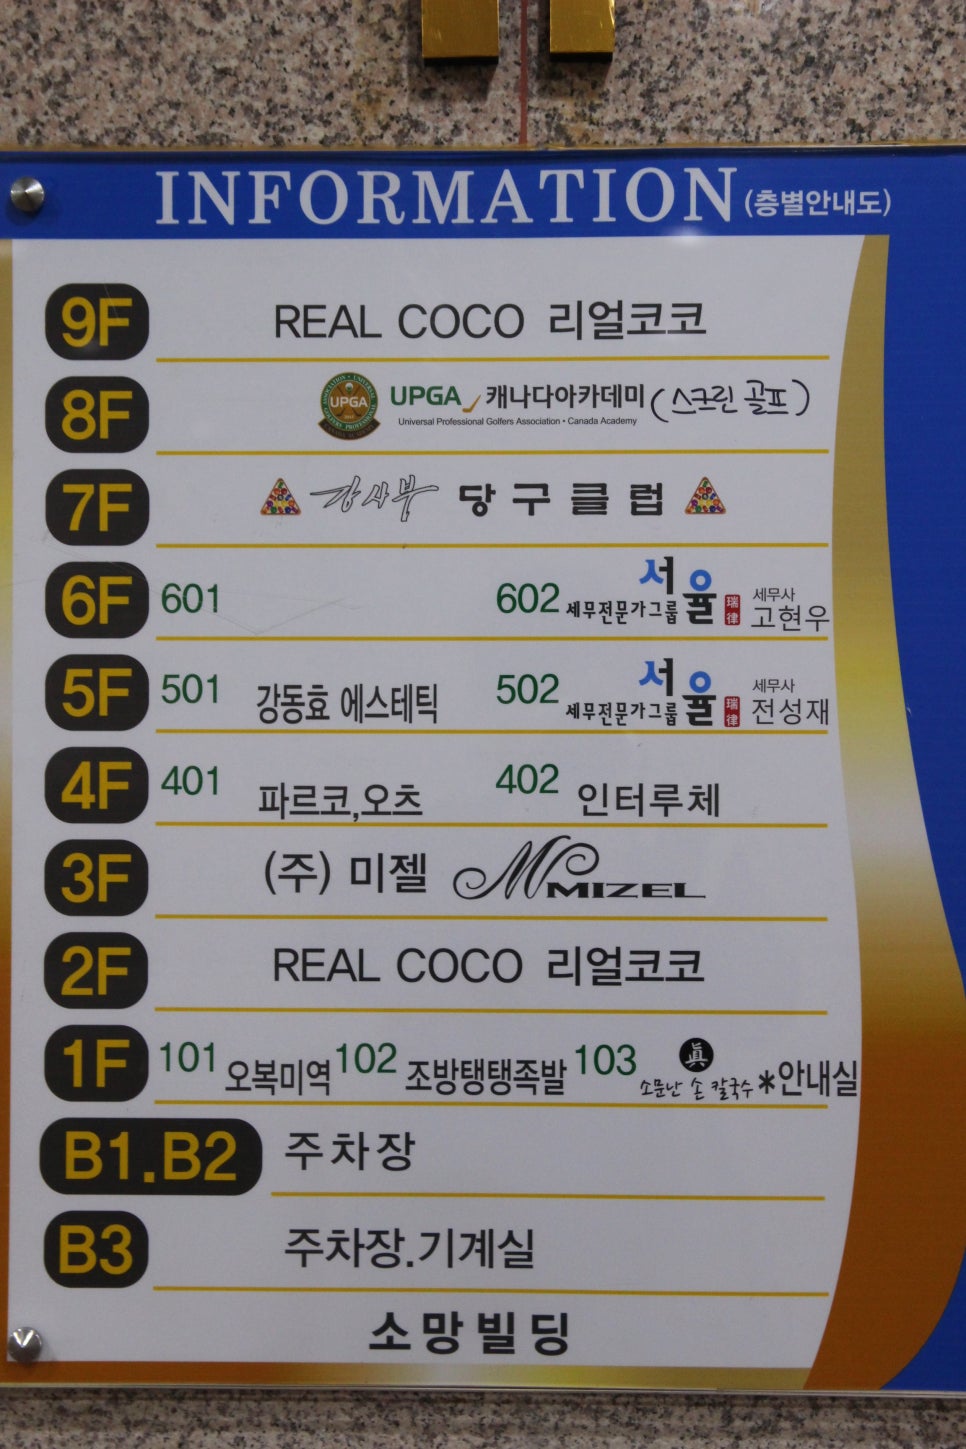 INFORMATION (층별안내도)
9F REAL COCO 리얼코코
8F UPGA UPGA 캐나다아카데미 (스크린 골프)
Universal Professional Golfers Association • Canada Academy
7F 강사부 당구클럽
6F 601 602 세무전문가그룹 서율 瑞律 세무사 고현우
5F 501 강동효 에스테틱 502 세무전문가그룹 서율 瑞律 세무사 전성재
4F 401 파르코,오츠 402 인터루체
3F (주) 미젤 MIZEL
2F REAL COCO 리얼코코
1F 101 오복미역 102 조방탱탱족발 103 眞 소문난 손 칼국수 *안내실
B1.B2 주차장
B3 주차장.기계실
소망빌딩